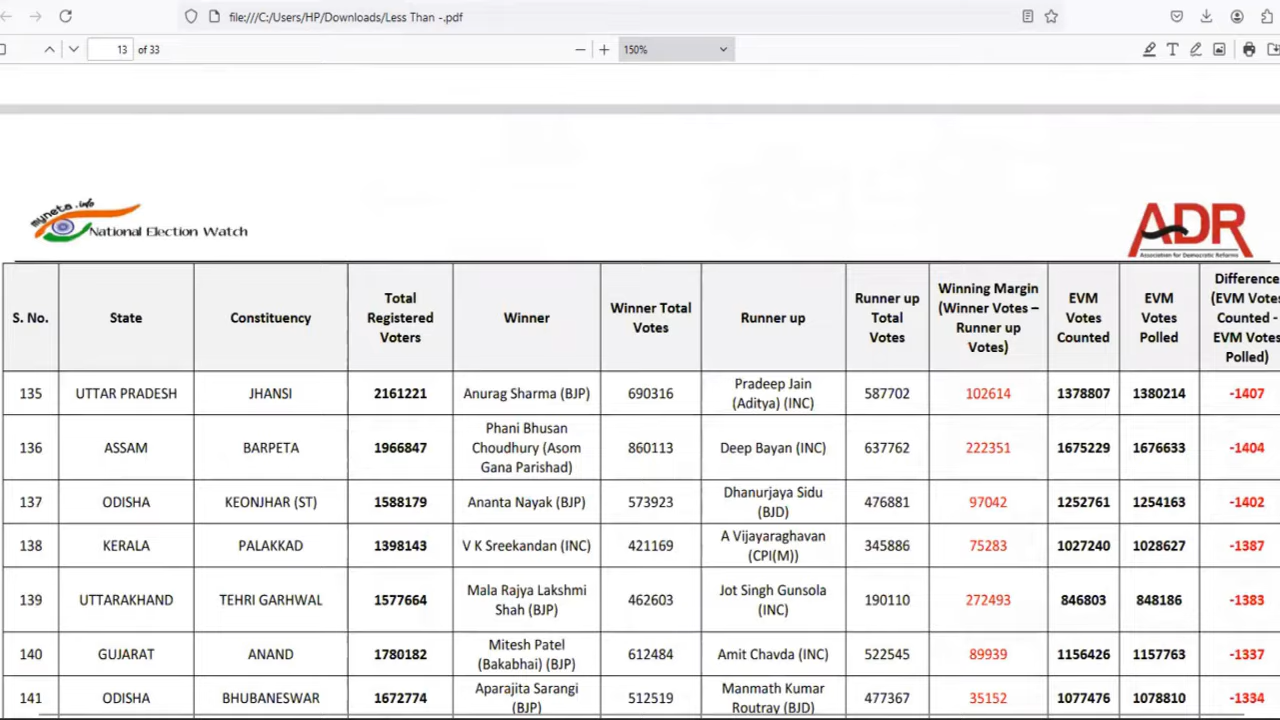 file:///C:/Users/HP/Downloads/Less Than -.pdf
13 of 33
150%
myneta.info
National Election Watch
ADR
Association for Democratic Reforms
S. No. State Constituency Total Registered Voters Winner Winner Total Votes Runner up Runner up Total Votes Winning Margin (Winner Votes – Runner up Votes) EVM Votes Counted EVM Votes Polled Difference (EVM Votes Counted - EVM Votes Polled)
135 UTTAR PRADESH JHANSI 2161221 Anurag Sharma (BJP) 690316 Pradeep Jain (Aditya) (INC) 587702 102614 1378807 1380214 -1407
136 ASSAM BARPETA 1966847 Phani Bhusan Choudhury (Asom Gana Parishad) 860113 Deep Bayan (INC) 637762 222351 1675229 1676633 -1404
137 ODISHA KEONJHAR (ST) 1588179 Ananta Nayak (BJP) 573923 Dhanurjaya Sidu (BJD) 476881 97042 1252761 1254163 -1402
138 KERALA PALAKKAD 1398143 V K Sreekandan (INC) 421169 A Vijayaraghavan (CPI(M)) 345886 75283 1027240 1028627 -1387
139 UTTARAKHAND TEHRI GARHWAL 1577664 Mala Rajya Lakshmi Shah (BJP) 462603 Jot Singh Gunsola (INC) 190110 272493 846803 848186 -1383
140 GUJARAT ANAND 1780182 Mitesh Patel (Bakabhai) (BJP) 612484 Amit Chavda (INC) 522545 89939 1156426 1157763 -1337
141 ODISHA BHUBANESWAR 1672774 Aparajita Sarangi (BJP) 512519 Manmath Kumar Routray (BJD) 477367 35152 1077476 1078810 -1334